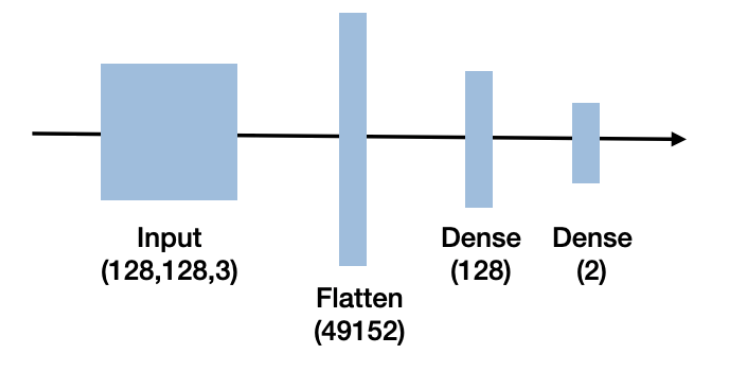 Input
(128,128,3)
Flatten
(49152)
Dense
(128)
Dense
(2)